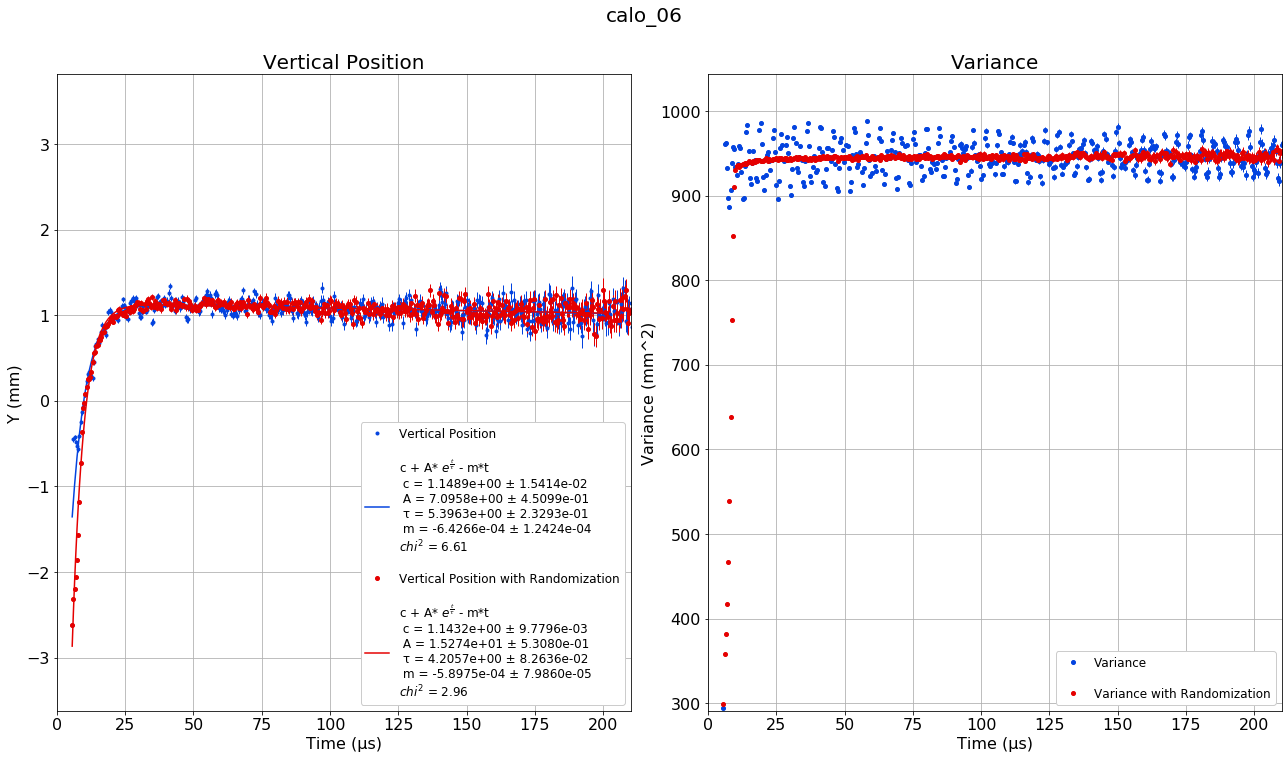 calo_06
Vertical Position
3
2
1
0
−1
−2
−3
Y (mm)
0 25 50 75 100 125 150 175 200
Time (µs)
Vertical Position
c + A* e^{t/τ} - m*t
c = 1.1489e+00 ± 1.5414e-02
A = 7.0958e+00 ± 4.5099e-01
τ = 5.3963e+00 ± 2.3293e-01
m = -6.4266e-04 ± 1.2424e-04
chi² = 6.61
Vertical Position with Randomization
c + A* e^{t/τ} - m*t
c = 1.1432e+00 ± 9.7796e-03
A = 1.5274e+01 ± 5.3080e-01
τ = 4.2057e+00 ± 8.2636e-02
m = -5.8975e-04 ± 7.9860e-05
chi² = 2.96
Variance
1000
900
800
700
600
500
400
300
Variance (mm^2)
0 25 50 75 100 125 150 175 200
Time (µs)
Variance
Variance with Randomization